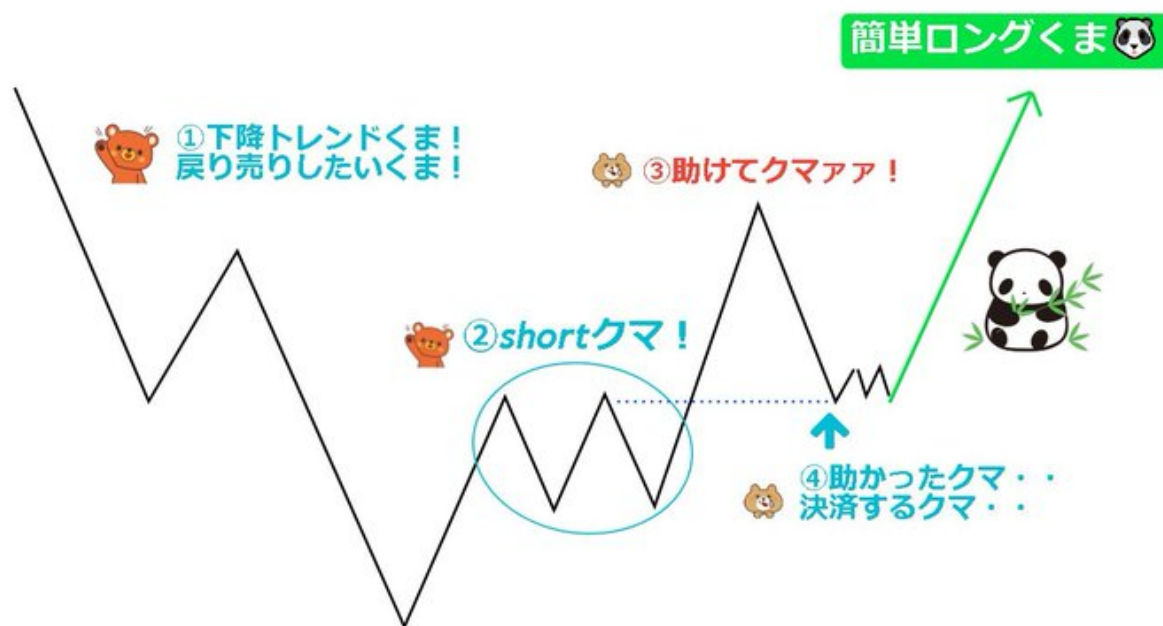 簡単ロングくま🐼
①下降トレンドくま！
戻り売りしたいくま！
③助けてクマァァ！
②shortクマ！
④助かったクマ・・
決済するクマ・・